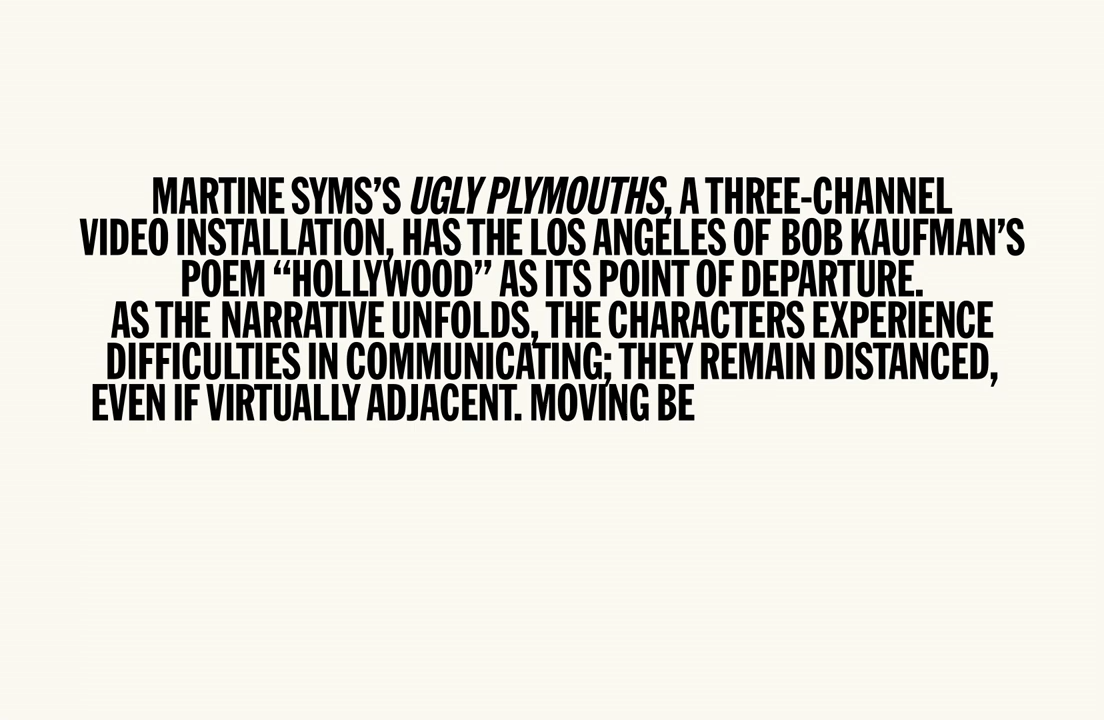 MARTINE SYMS’S UGLY PLYMOUTHS, A THREE-CHANNEL
VIDEO INSTALLATION, HAS THE LOS ANGELES OF BOB KAUFMAN’S
POEM “HOLLYWOOD” AS ITS POINT OF DEPARTURE.
AS THE NARRATIVE UNFOLDS, THE CHARACTERS EXPERIENCE
DIFFICULTIES IN COMMUNICATING; THEY REMAIN DISTANCED,
EVEN IF VIRTUALLY ADJACENT. MOVING BE